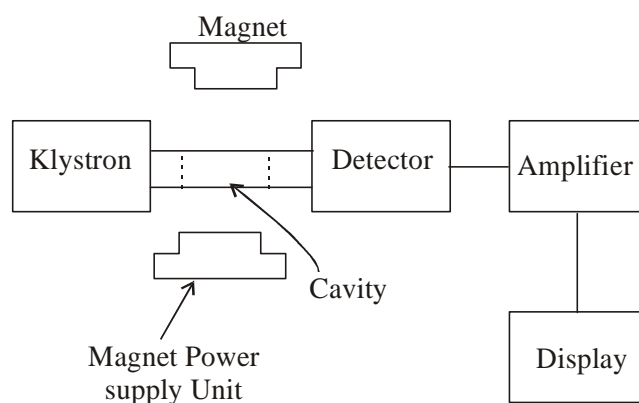 Magnet
Klystron
Detector
Amplifier
Cavity
Magnet Power
supply Unit
Display